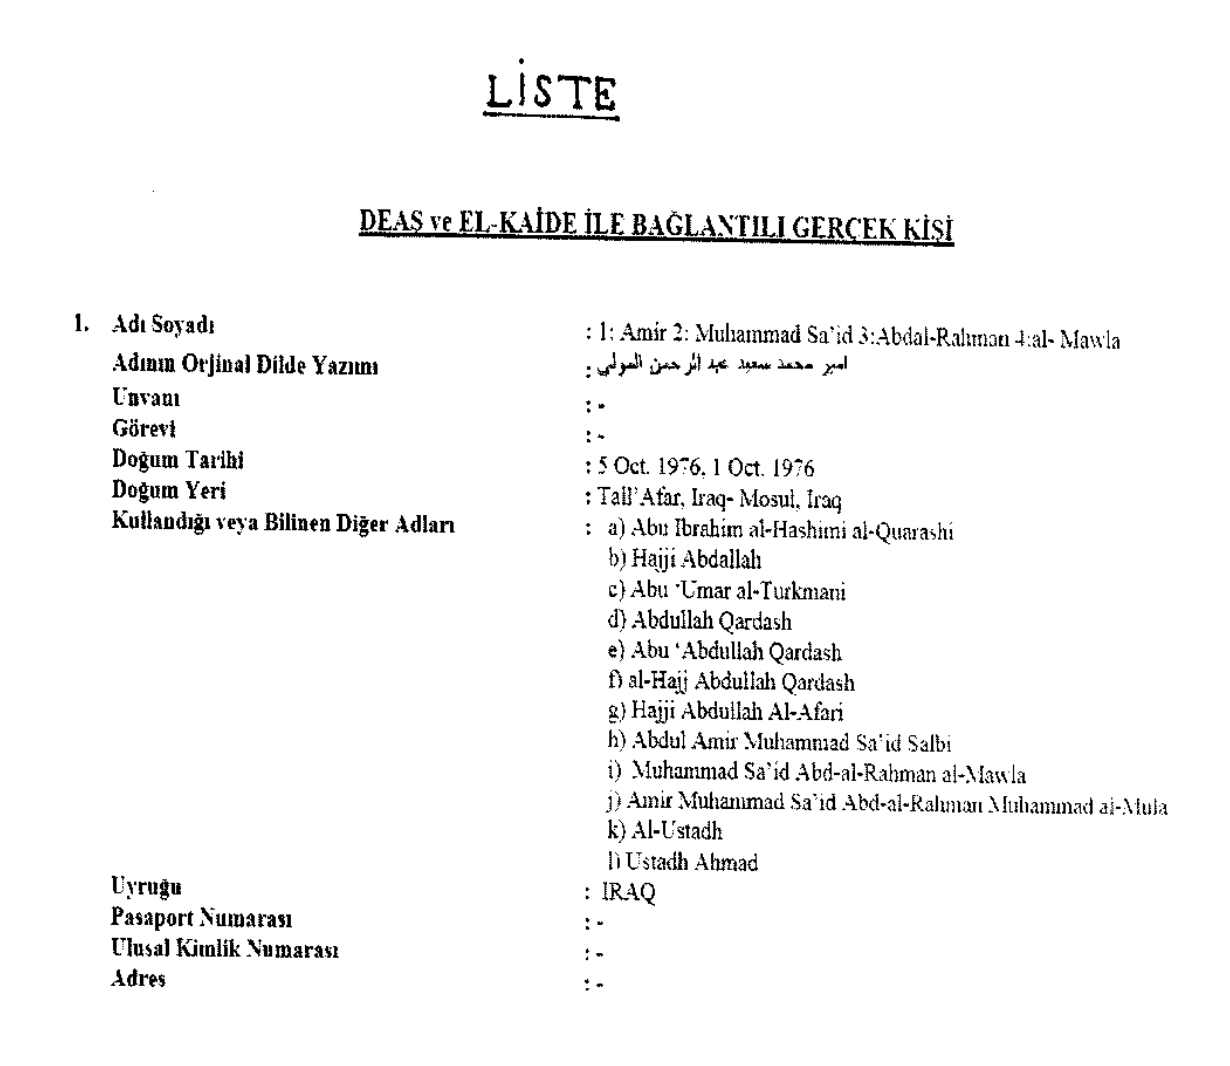 LİSTE
DEAŞ ve EL-KAİDE İLE BAĞLANTILI GERÇEK KİŞİ
1. Adı Soyadı : 1: Amir 2: Muhammad Sa'id 3:Abdal-Rahman 4:al- Mawla
Adının Orjinal Dilde Yazımı : امير محمد سعيد عبد الرحمن المولي
Unvanı : -
Görevi : -
Doğum Tarihi : 5 Oct. 1976, 1 Oct. 1976
Doğum Yeri : Tall'Afar, Iraq- Mosul, Iraq
Kullandığı veya Bilinen Diğer Adları : a) Abu Ibrahim al-Hashimi al-Quarashi
b) Hajji Abdallah
c) Abu 'Umar al-Turkmani
d) Abdullah Qardash
e) Abu 'Abdullah Qardash
f) al-Hajj Abdullah Qardash
g) Hajji Abdullah Al-Afari
h) Abdul Amir Muhammad Sa'id Salbi
i) Muhammad Sa'id Abd-al-Rahman al-Mawla
j) Amir Muhammad Sa'id Abd-al-Rahman Muhammad al-Mula
k) Al-Ustadh
l) Ustadh Ahmad
Uyruğu : IRAQ
Pasaport Numarası : -
Ulusal Kimlik Numarası : -
Adres : -